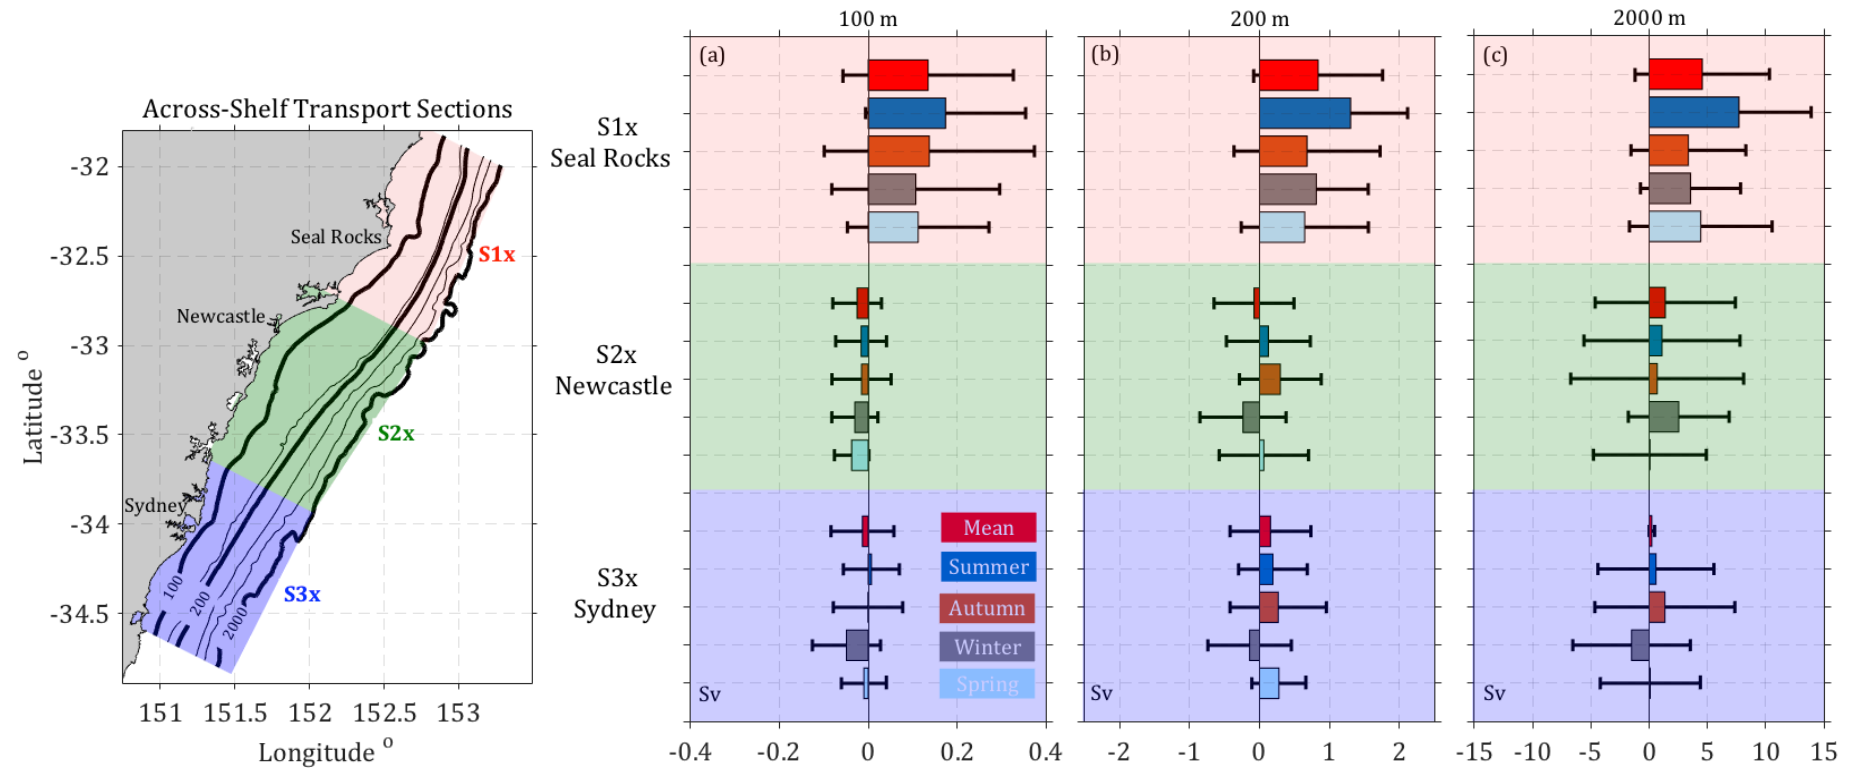 Across-Shelf Transport Sections
-32
-32.5
-33
-33.5
-34
-34.5
Latitude °
151
151.5
152
152.5
153
Longitude °
Seal Rocks
Newcastle
Sydney
S1x
S2x
S3x
100
200
2000
S1x
Seal Rocks
S2x
Newcastle
S3x
Sydney
100 m
(a)
Mean
Summer
Autumn
Winter
Spring
Sv
-0.4
-0.2
0
0.2
0.4
200 m
(b)
Sv
-2
-1
0
1
2
2000 m
(c)
Sv
-15
-10
-5
0
5
10
15